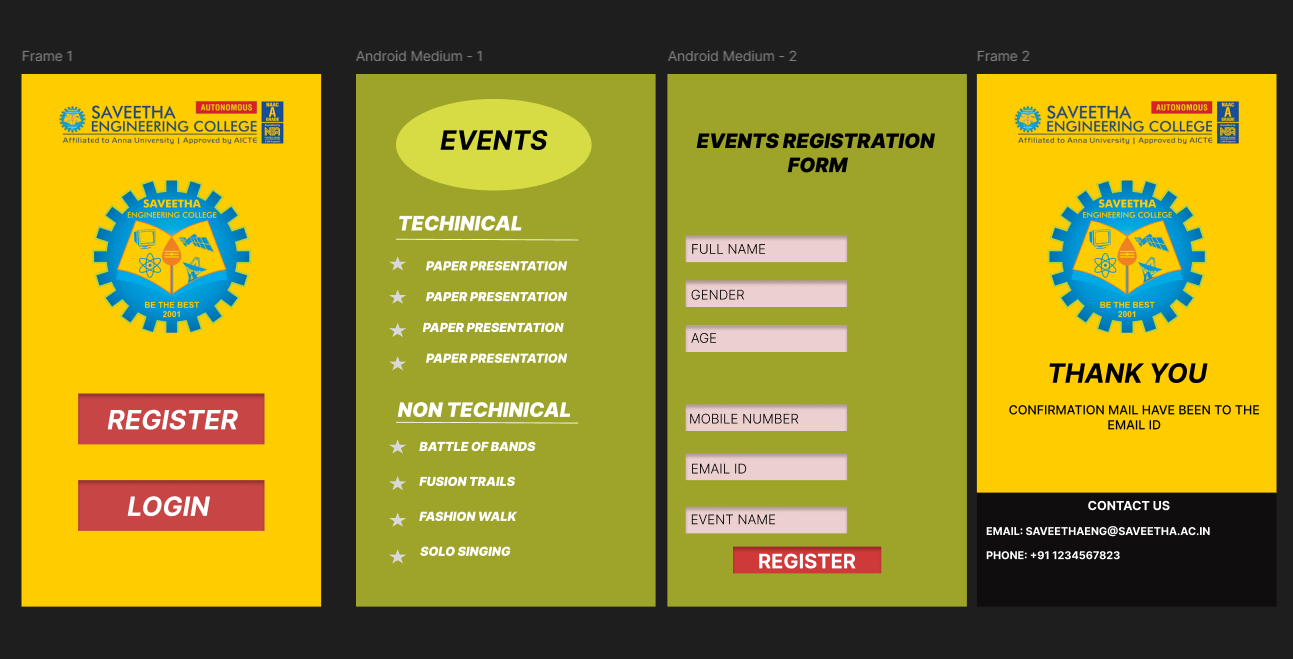 Frame 1
SAVEETHA
AUTONOMOUS
ENGINEERING COLLEGE
NAAC
A
GRADE
Affiliated to Anna University | Approved by AICTE
SAVEETHA
ENGINEERING COLLEGE
BE THE BEST
2001
REGISTER
LOGIN
Android Medium - 1
EVENTS
TECHINICAL
PAPER PRESENTATION
PAPER PRESENTATION
PAPER PRESENTATION
PAPER PRESENTATION
NON TECHINICAL
BATTLE OF BANDS
FUSION TRAILS
FASHION WALK
SOLO SINGING
Android Medium - 2
EVENTS REGISTRATION
FORM
FULL NAME
GENDER
AGE
MOBILE NUMBER
EMAIL ID
EVENT NAME
REGISTER
Frame 2
SAVEETHA
AUTONOMOUS
ENGINEERING COLLEGE
NAAC
A
GRADE
Affiliated to Anna University | Approved by AICTE
SAVEETHA
ENGINEERING COLLEGE
BE THE BEST
2001
THANK YOU
CONFIRMATION MAIL HAVE BEEN TO THE
EMAIL ID
CONTACT US
EMAIL: SAVEETHAENG@SAVEETHA.AC.IN
PHONE: +91 1234567823